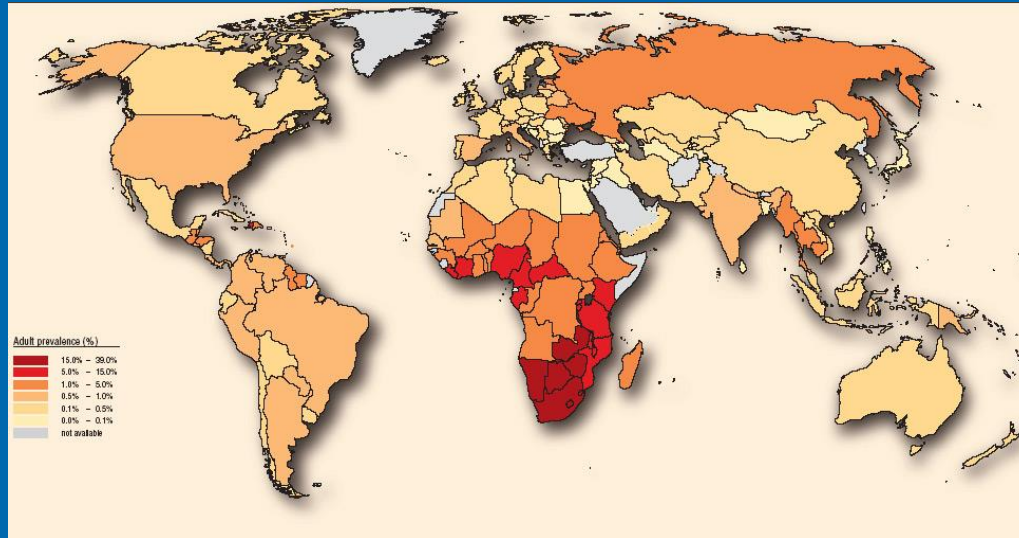 Adult prevalence (%)
15.0% – 39.0%
5.0% – 15.0%
1.0% – 5.0%
0.5% – 1.0%
0.1% – 0.5%
0.0% – 0.1%
not available